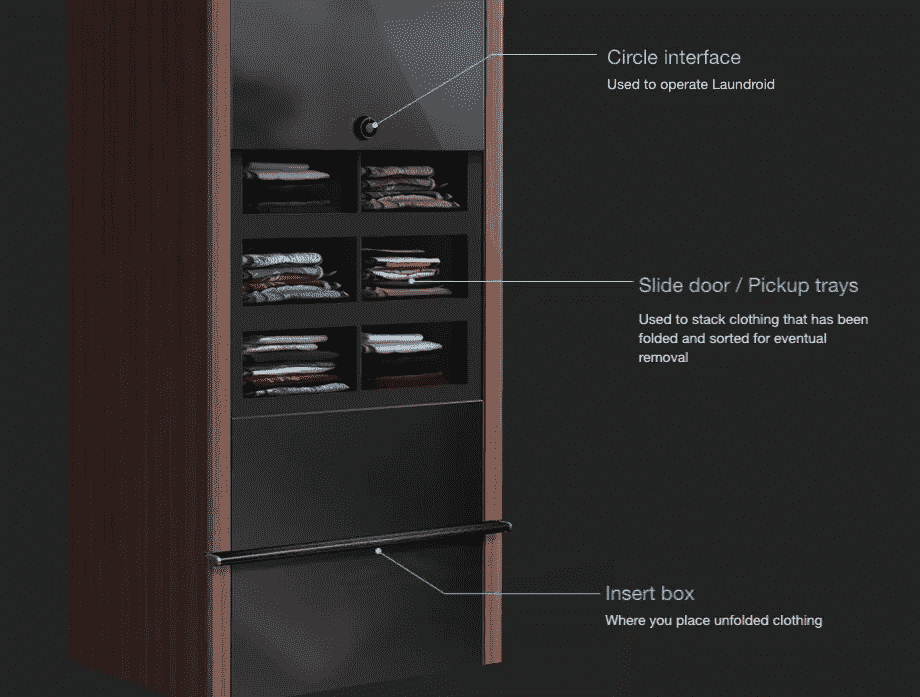 Circle interface
Used to operate Laundroid
Slide door / Pickup trays
Used to stack clothing that has been
folded and sorted for eventual
removal
Insert box
Where you place unfolded clothing